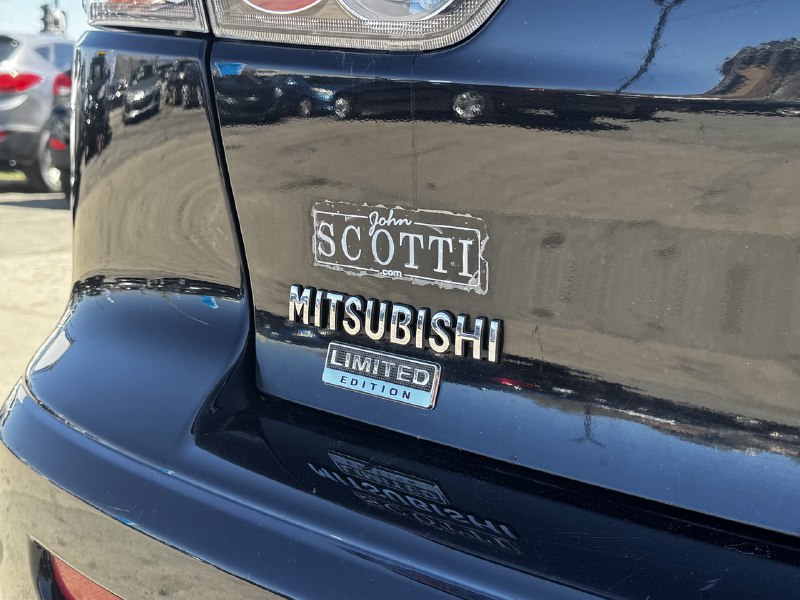 John
SCOTTI
.com
MITSUBISHI
LIMITED
EDITION